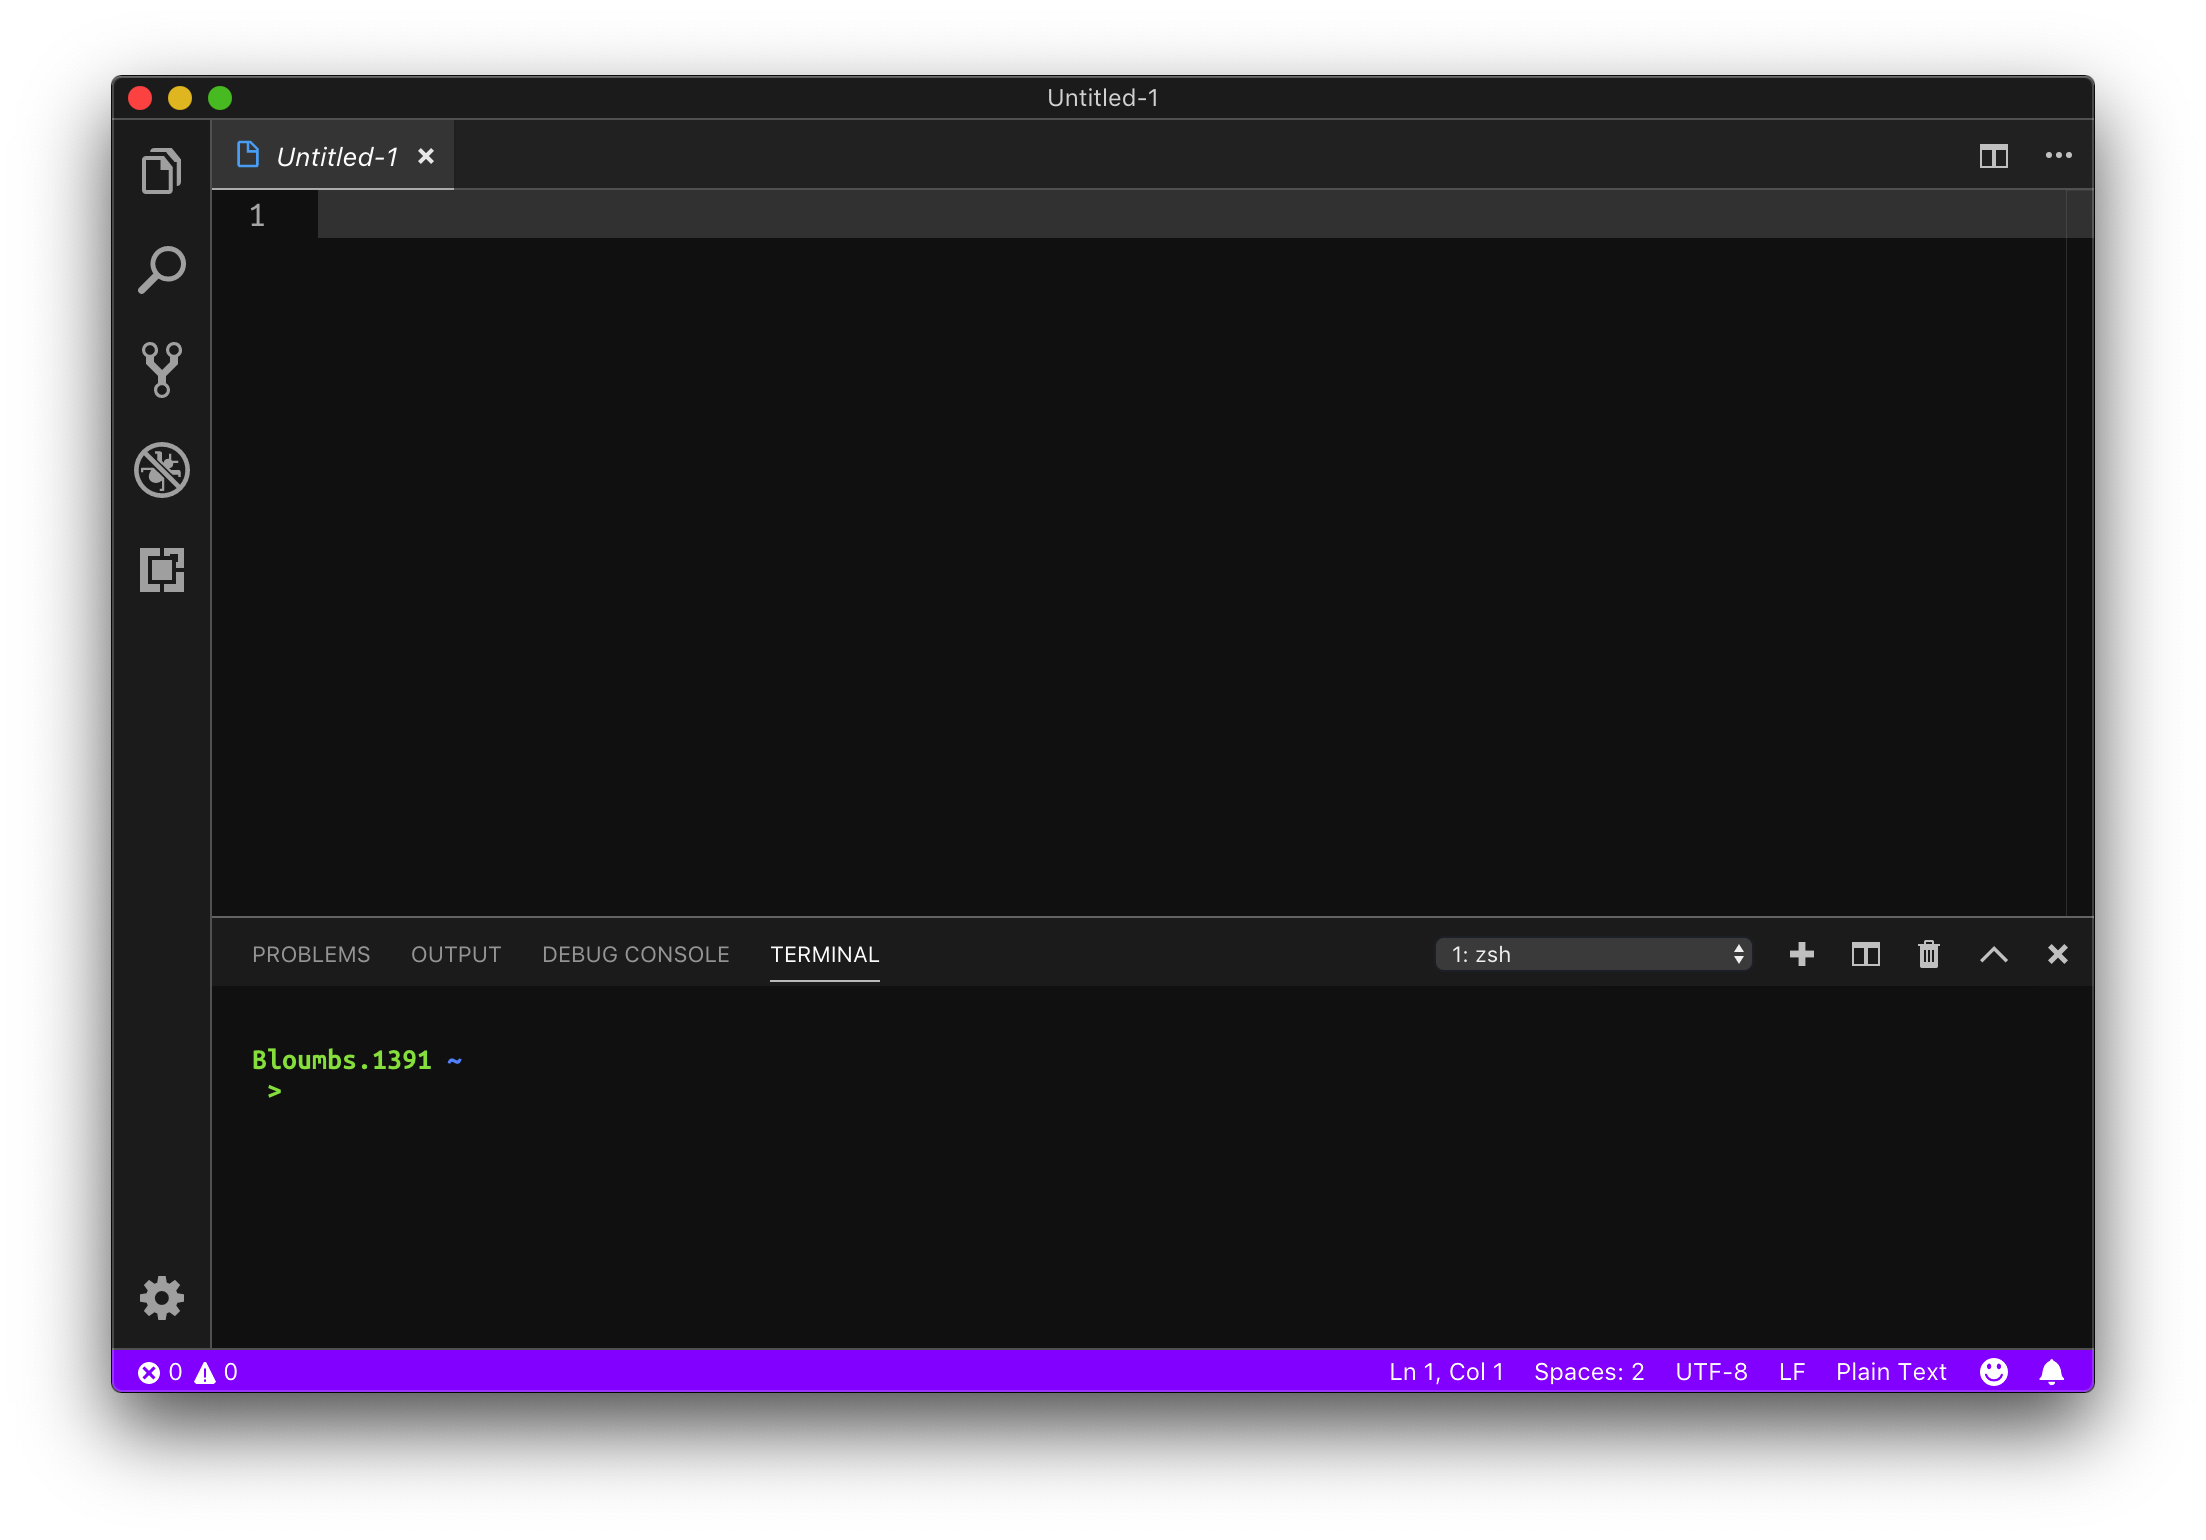 Untitled-1
Untitled-1
1
PROBLEMS OUTPUT DEBUG CONSOLE TERMINAL 1: zsh
Bloumbs.1391 ~
>
0 0 Ln 1, Col 1 Spaces: 2 UTF-8 LF Plain Text